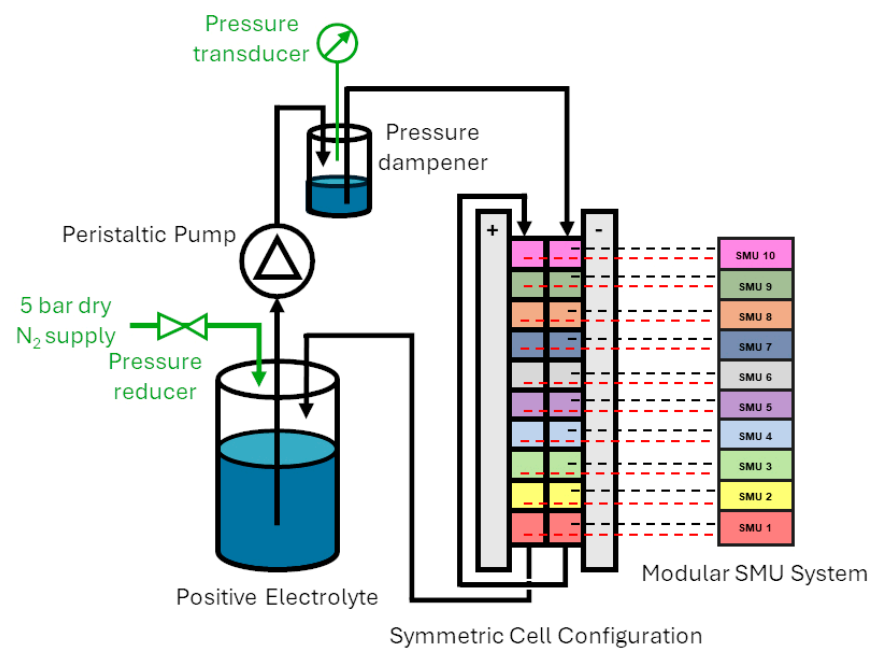 Pressure
transducer
Pressure
dampener
Peristaltic Pump
5 bar dry
N₂ supply
Pressure
reducer
+
-
SMU 10
SMU 9
SMU 8
SMU 7
SMU 6
SMU 5
SMU 4
SMU 3
SMU 2
SMU 1
Modular SMU System
Positive Electrolyte
Symmetric Cell Configuration